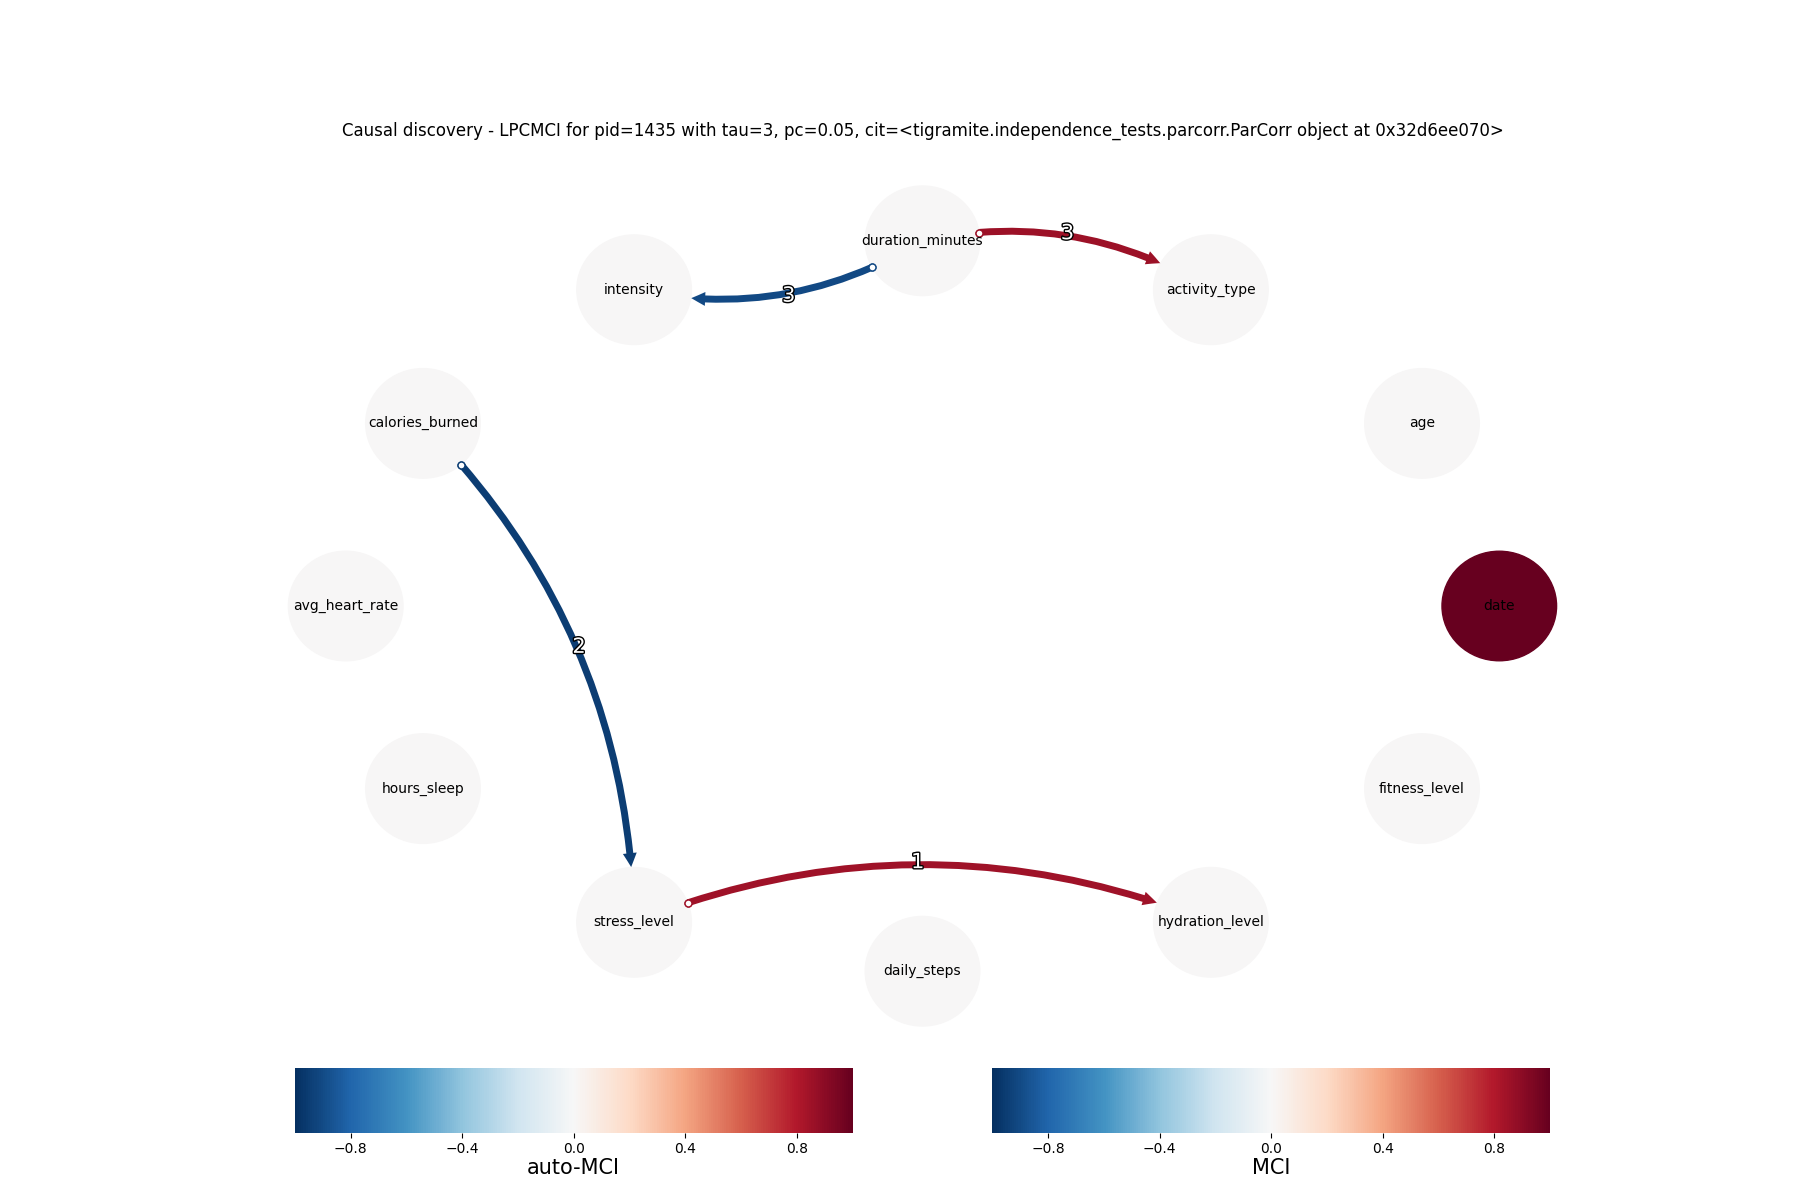 Causal discovery - LPCMCI for pid=1435 with tau=3, pc=0.05, cit=<tigramite.independence_tests.parcorr.ParCorr object at 0x32d6ee070>
duration_minutes
3
intensity
3
activity_type
calories_burned
age
avg_heart_rate
date
2
hours_sleep
fitness_level
1
stress_level
hydration_level
daily_steps
−0.8 −0.4 0.0 0.4 0.8
auto-MCI
−0.8 −0.4 0.0 0.4 0.8
MCI